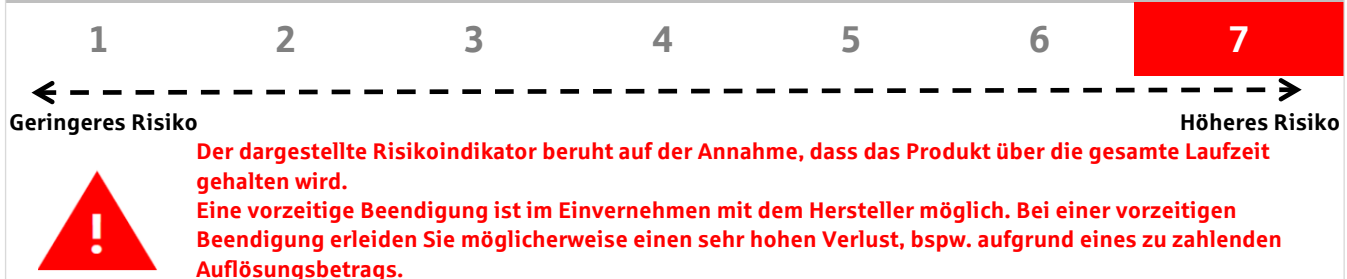 1 2 3 4 5 6 7
Geringeres Risiko Höheres Risiko
Der dargestellte Risikoindikator beruht auf der Annahme, dass das Produkt über die gesamte Laufzeit
gehalten wird.
Eine vorzeitige Beendigung ist im Einvernehmen mit dem Hersteller möglich. Bei einer vorzeitigen
Beendigung erleiden Sie möglicherweise einen sehr hohen Verlust, bspw. aufgrund eines zu zahlenden
Auflösungsbetrags.
!